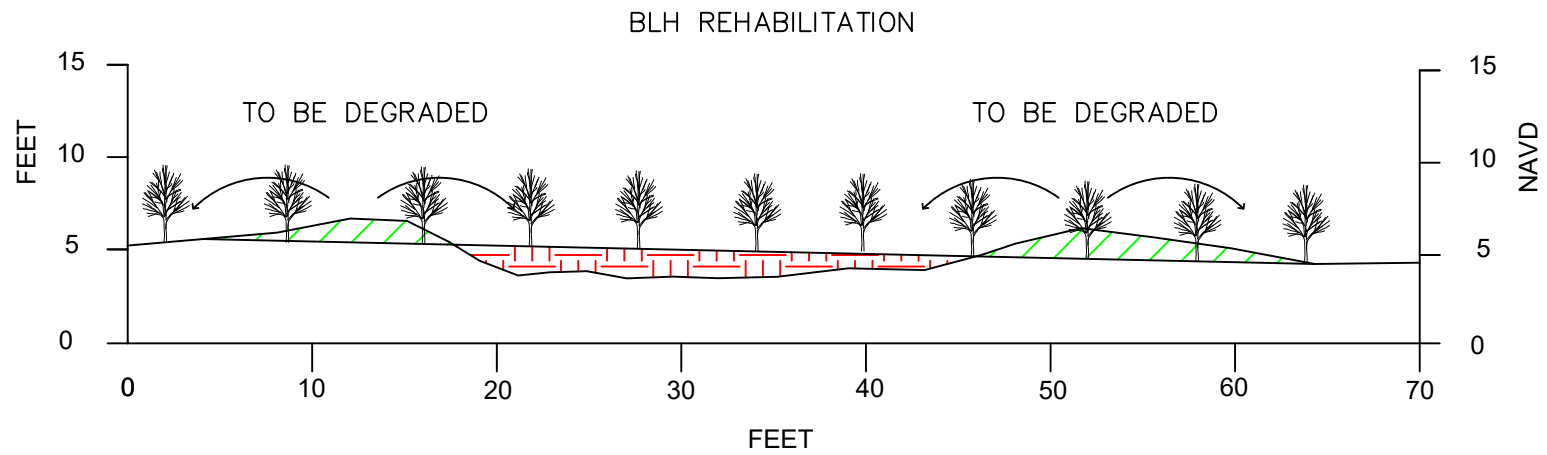 BLH REHABILITATION
TO BE DEGRADED
TO BE DEGRADED
FEET
15
10
5
0
15
10
5
0
NAVD
0
10
20
30
40
50
60
70
FEET